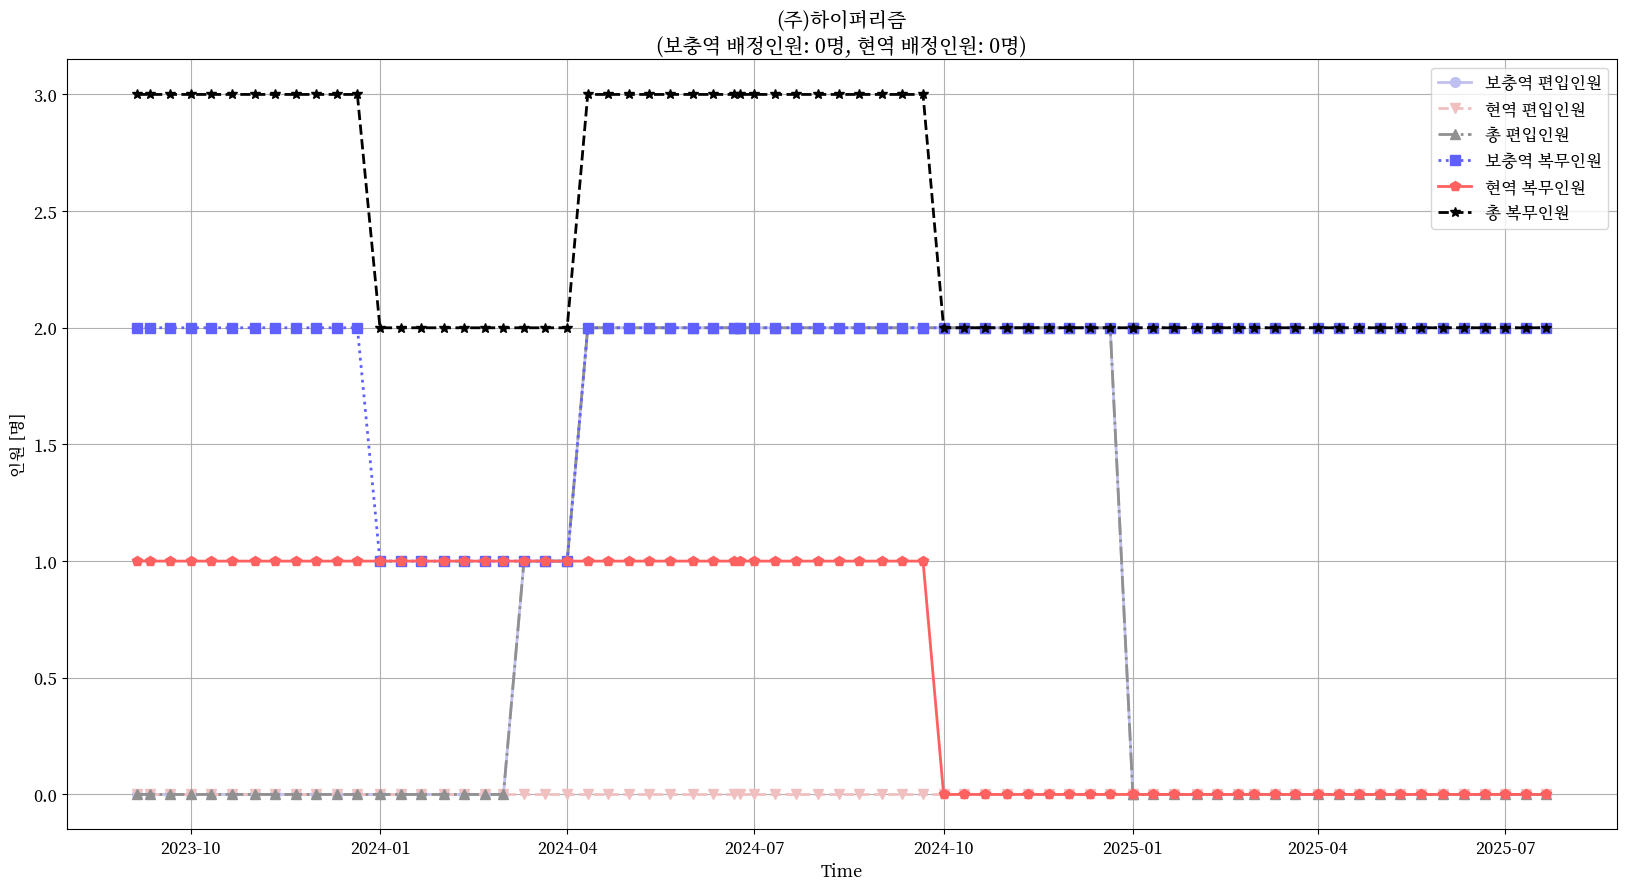 (주)하이퍼리즘
(보충역 배정인원: 0명, 현역 배정인원: 0명)
3.0
2.5
2.0
1.5
1.0
0.5
0.0
인원 [명]
보충역 편입인원
현역 편입인원
총 편입인원
보충역 복무인원
현역 복무인원
총 복무인원
2023-10
2024-01
2024-04
2024-07
2024-10
2025-01
2025-04
2025-07
Time